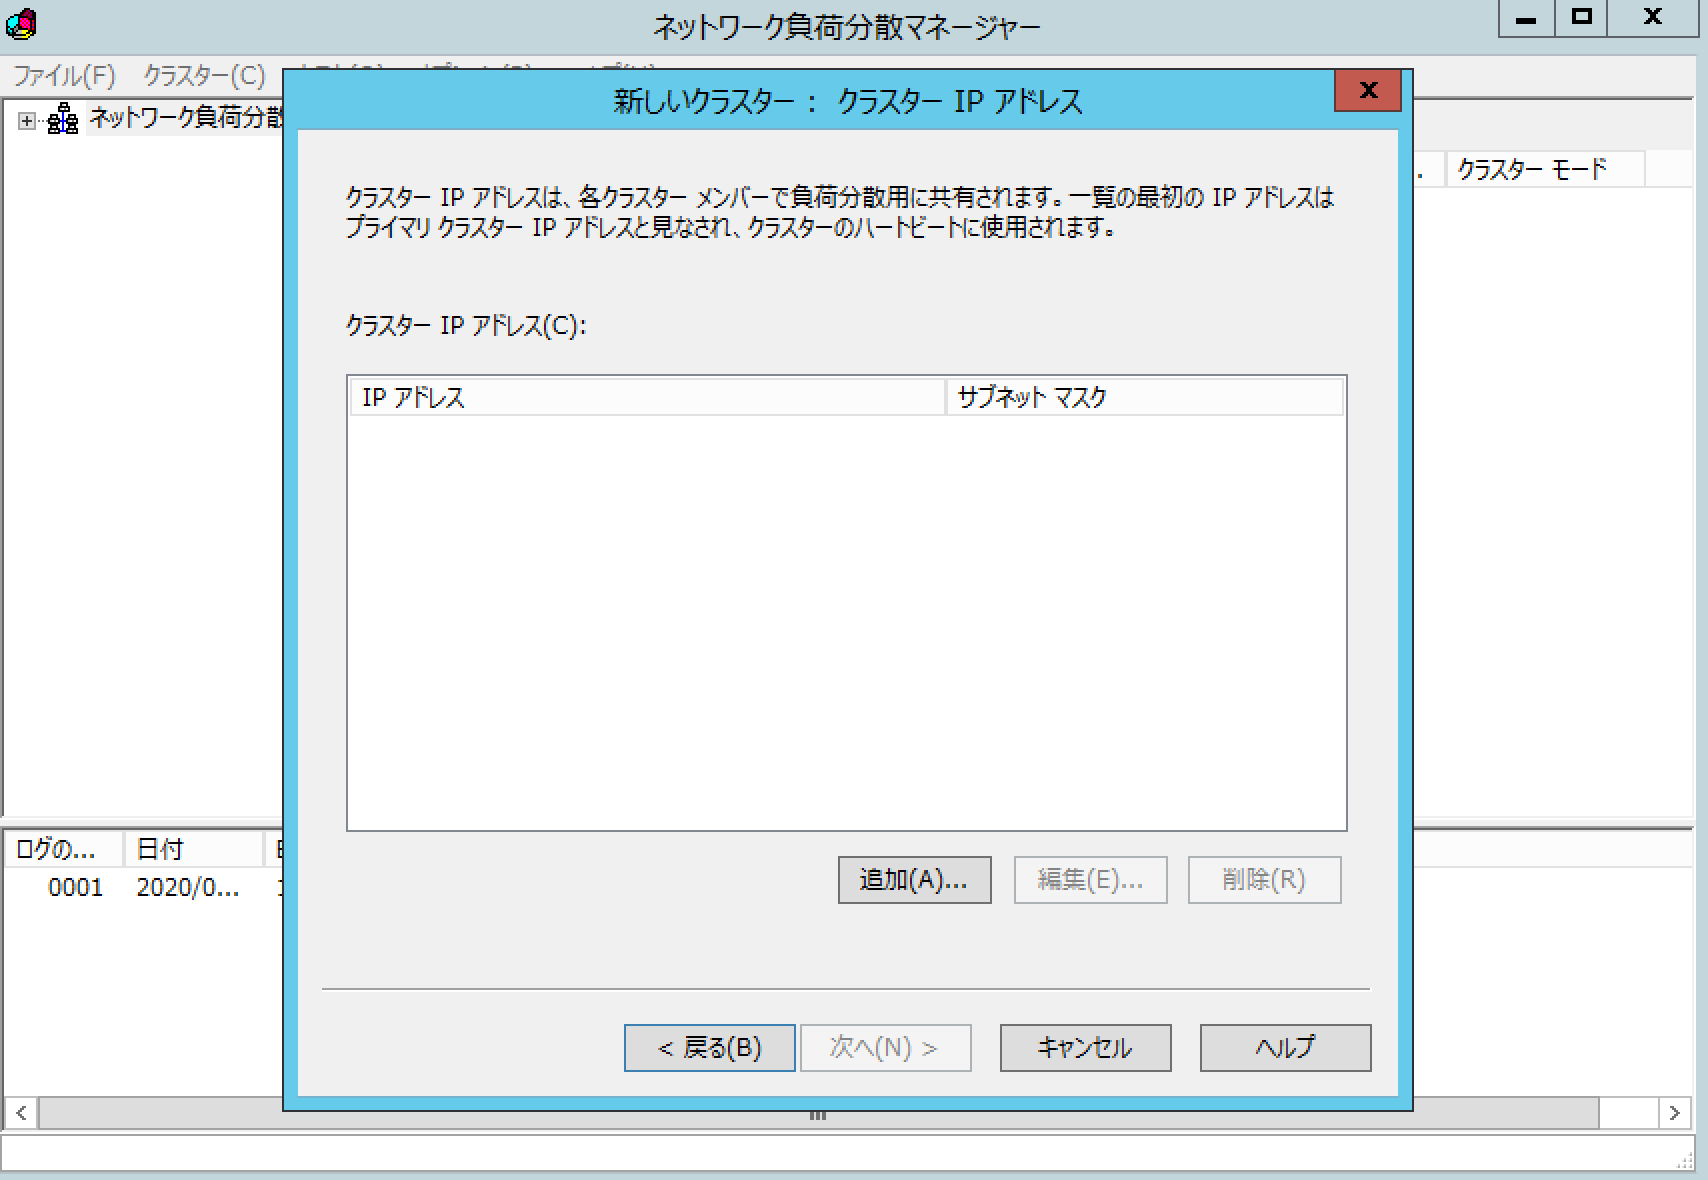 ネットワーク負荷分散マネージャー
ファイル(F) クラスター(C)
ネットワーク負荷分散
クラスター モード
新しいクラスター : クラスター IP アドレス
クラスター IP アドレスは、各クラスター メンバーで負荷分散用に共有されます。一覧の最初の IP アドレスは
プライマリ クラスター IP アドレスと見なされ、クラスターのハートビートに使用されます。
クラスター IP アドレス(C):
IP アドレス サブネット マスク
追加(A)... 編集(E)... 削除(R)
ログの... 日付
0001 2020/0...
< 戻る(B) 次へ(N) > キャンセル ヘルプ